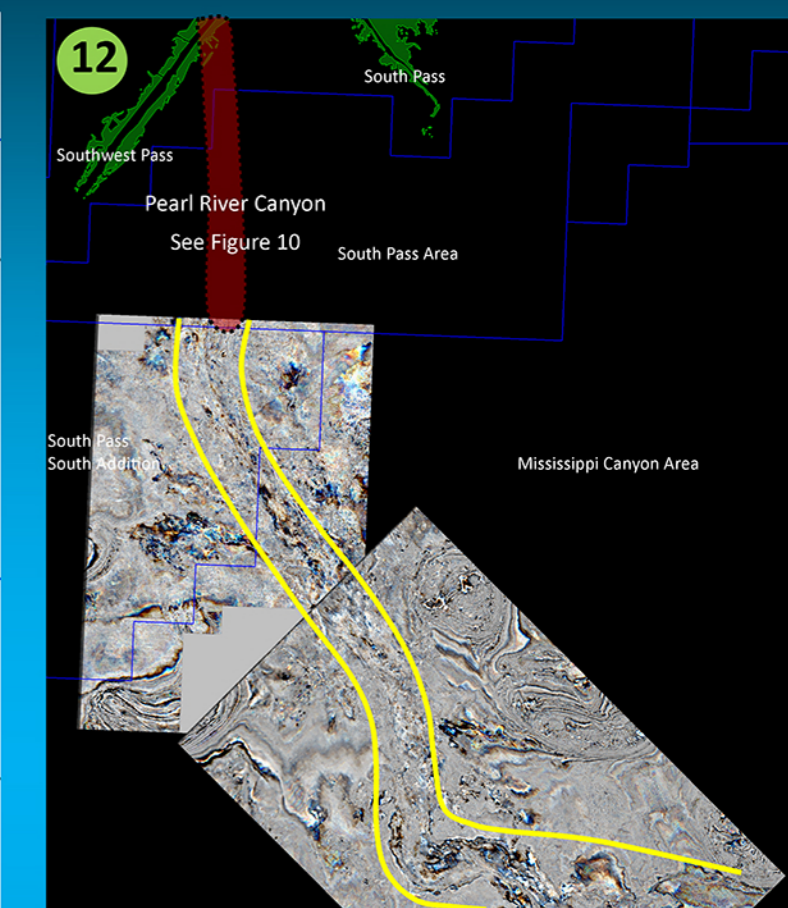 12
South Pass
Southwest Pass
Pearl River Canyon
See Figure 10
South Pass Area
South Pass
South Addition
Mississippi Canyon Area